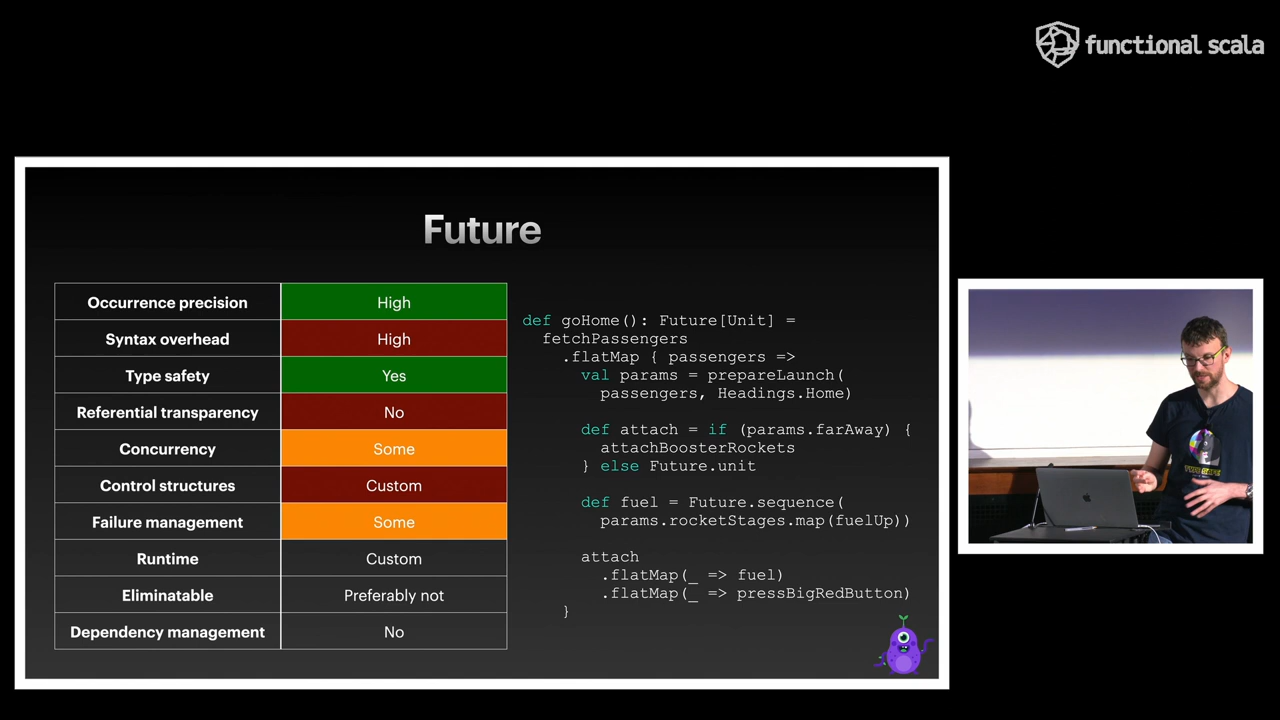 functional scala
Future
Occurrence precision High
Syntax overhead High
Type safety Yes
Referential transparency No
Concurrency Some
Control structures Custom
Failure management Some
Runtime Custom
Eliminatable Preferably not
Dependency management No
def goHome(): Future[Unit] =
fetchPassengers
.flatMap { passengers =>
val params = prepareLaunch(
passengers, Headings.Home)
def attach = if (params.farAway) {
attachBoosterRockets
} else Future.unit
def fuel = Future.sequence(
params.rocketStages.map(fuelUp))
attach
.flatMap(_ => fuel)
.flatMap(_ => pressBigRedButton)
}